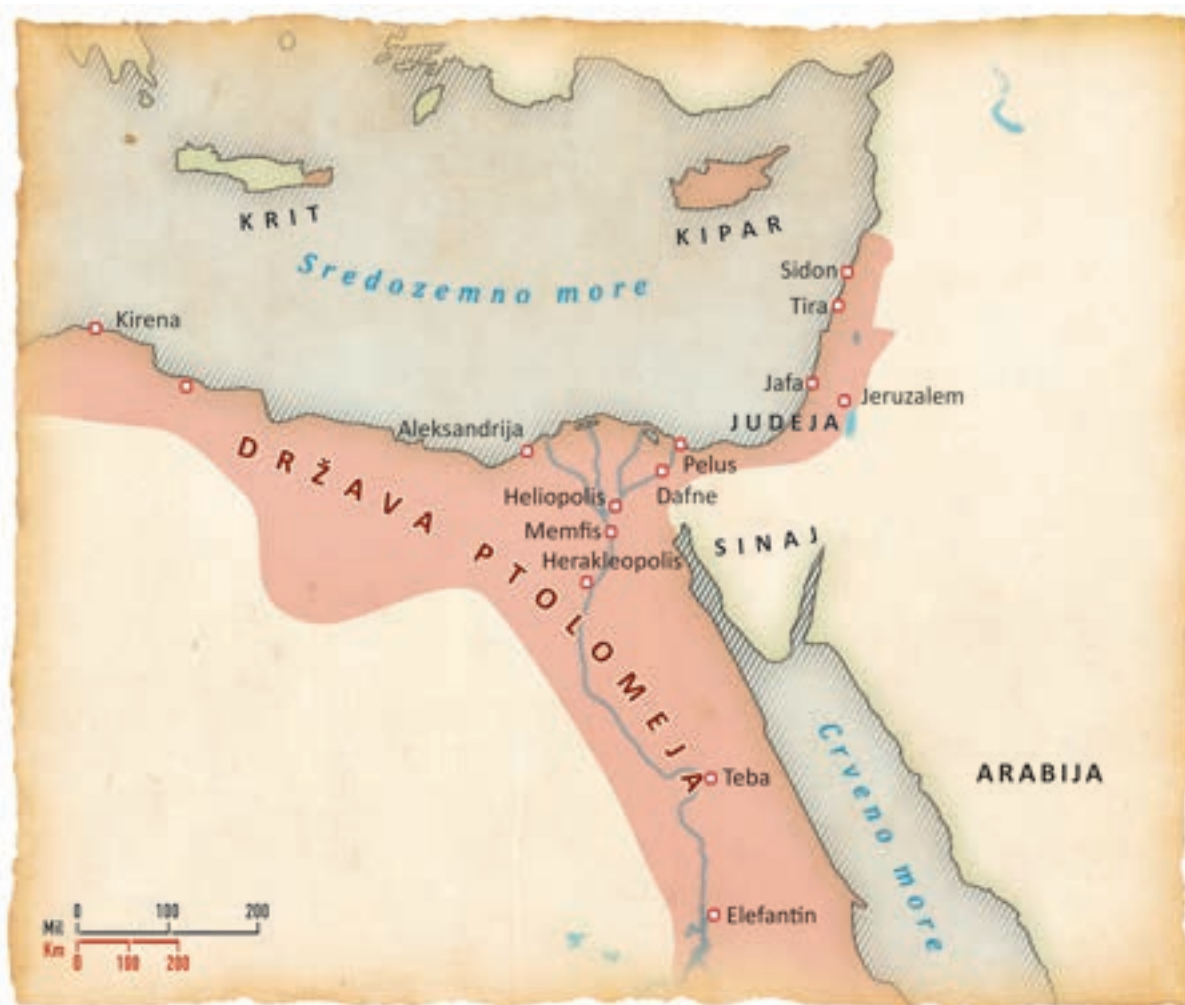 KRIT
KIPAR
Sredozemno more
Sidon
Tira
Kirena
Jafa
Jeruzalem
JUDEJA
Aleksandrija
Pelus
DRŽAVA PTOLOMEJA
Heliopolis
Dafne
Memfis
SINAJ
Herakleopolis
Crveno more
Teba
ARABIJA
Elefantin
0 100 200
Mil
Km
0 100 200